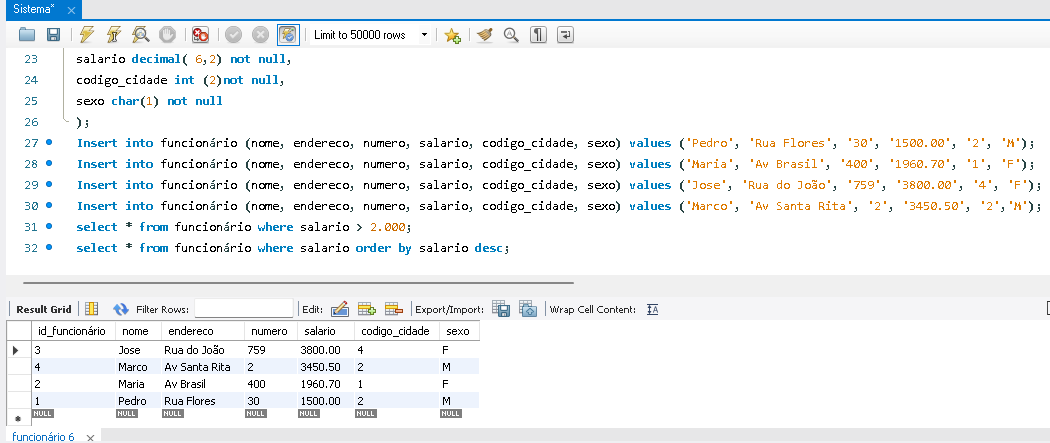 Sistema* ×
Limit to 50000 rows
23 salario decimal( 6,2) not null,
24 codigo_cidade int (2)not null,
25 sexo char(1) not null
26 );
27 Insert into funcionário (nome, endereco, numero, salario, codigo_cidade, sexo) values ('Pedro', 'Rua Flores', '30', '1500.00', '2', 'M');
28 Insert into funcionário (nome, endereco, numero, salario, codigo_cidade, sexo) values ('Maria', 'Av Brasil', '400', '1960.70', '1', 'F');
29 Insert into funcionário (nome, endereco, numero, salario, codigo_cidade, sexo) values ('Jose', 'Rua do João', '759', '3800.00', '4', 'F');
30 Insert into funcionário (nome, endereco, numero, salario, codigo_cidade, sexo) values ('Marco', 'Av Santa Rita', '2', '3450.50', '2','M');
31 select * from funcionário where salario > 2.000;
32 select * from funcionário where salario order by salario desc;
Result Grid Filter Rows: Edit: Export/Import: Wrap Cell Content:
id_funcionário nome endereco numero salario codigo_cidade sexo
3 Jose Rua do João 759 3800.00 4 F
4 Marco Av Santa Rita 2 3450.50 2 M
2 Maria Av Brasil 400 1960.70 1 F
1 Pedro Rua Flores 30 1500.00 2 M
NULL NULL NULL NULL NULL NULL NULL
funcionário 6 ×